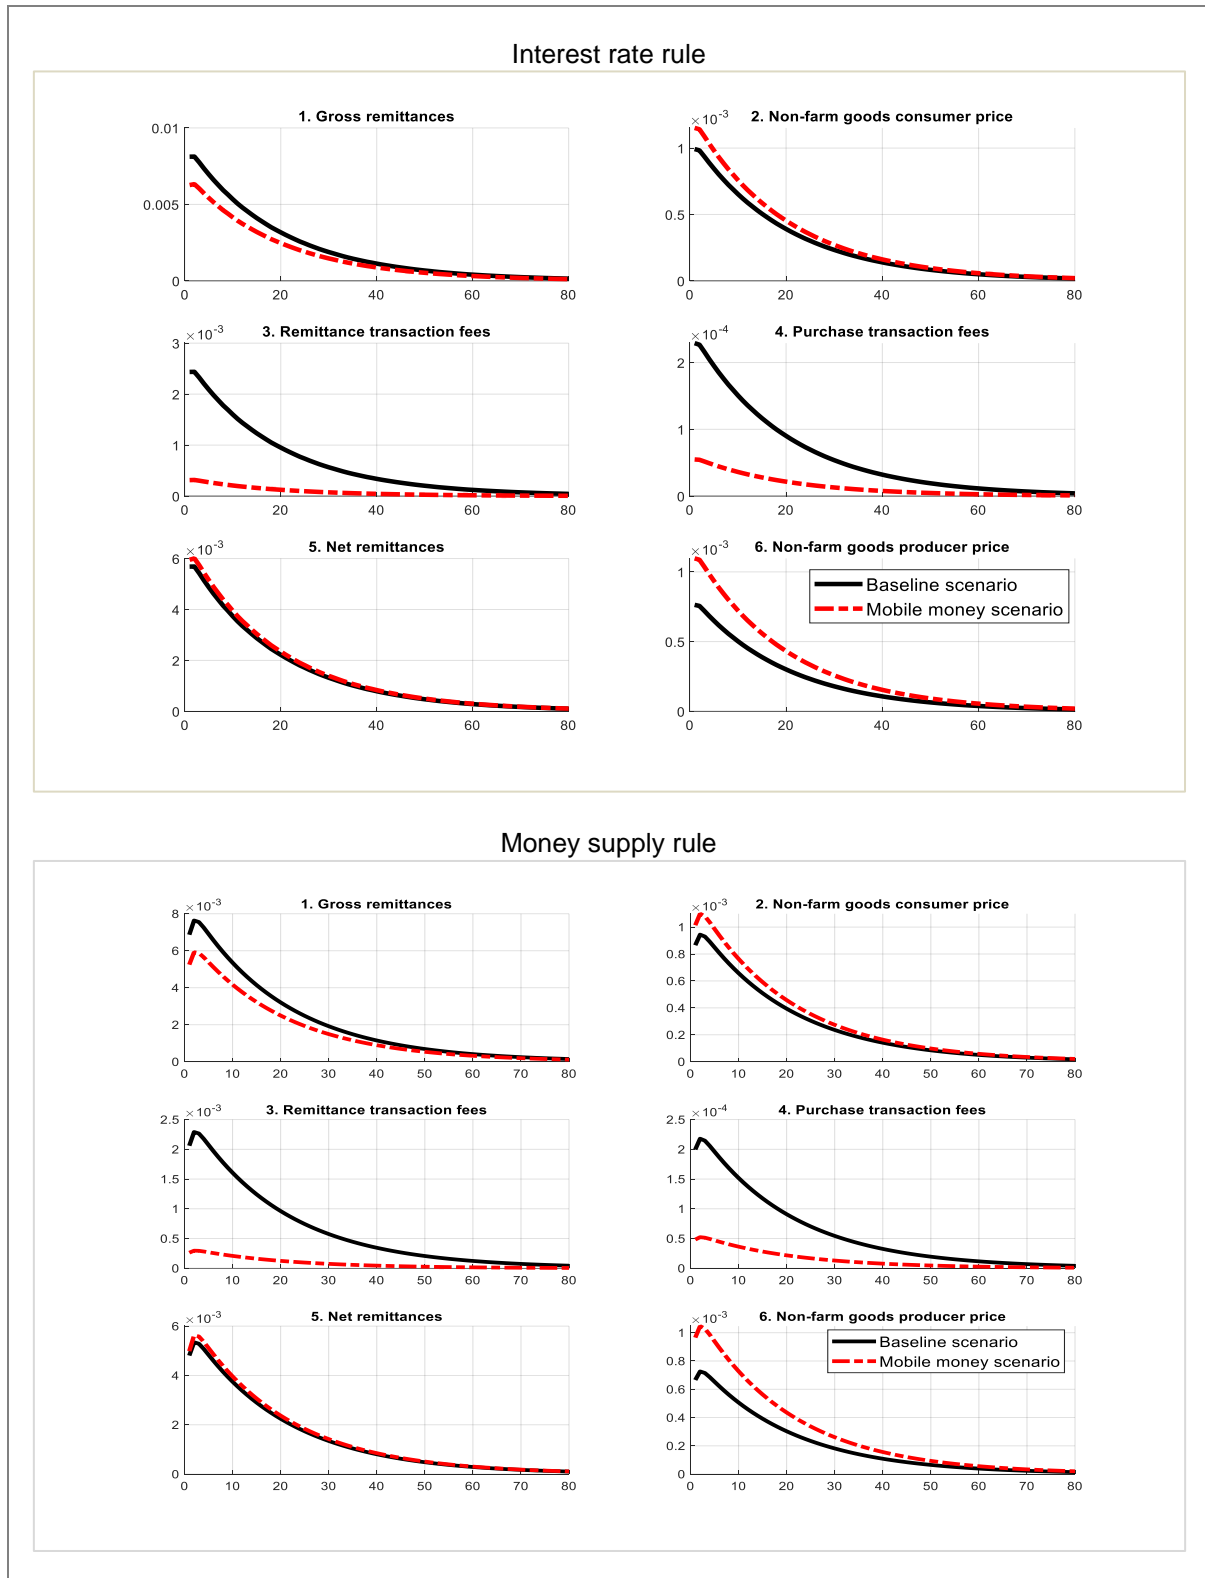 Interest rate rule
1. Gross remittances
0.01
0.005
0
0 20 40 60 80
×10⁻³ 2. Non-farm goods consumer price
1
0.5
0
0 20 40 60 80
3. Remittance transaction fees
×10⁻³
3
2
1
0
0 20 40 60 80
4. Purchase transaction fees
×10⁻⁴
2
1
0
0 20 40 60 80
5. Net remittances
×10⁻³
6
4
2
0
0 20 40 60 80
6. Non-farm goods producer price
×10⁻³
1
0.5
0
0 20 40 60 80
Baseline scenario
Mobile money scenario
Money supply rule
1. Gross remittances
×10⁻³
8
6
4
2
0
0 10 20 30 40 50 60 70 80
2. Non-farm goods consumer price
×10⁻³
1
0.8
0.6
0.4
0.2
0
0 10 20 30 40 50 60 70 80
3. Remittance transaction fees
×10⁻³
2.5
2
1.5
1
0.5
0
0 10 20 30 40 50 60 70 80
4. Purchase transaction fees
×10⁻⁴
2.5
2
1.5
1
0.5
0
0 10 20 30 40 50 60 70 80
5. Net remittances
×10⁻³
6
4
2
0
0 10 20 30 40 50 60 70 80
6. Non-farm goods producer price
×10⁻³
1
0.8
0.6
0.4
0.2
0
0 10 20 30 40 50 60 70 80
Baseline scenario
Mobile money scenario